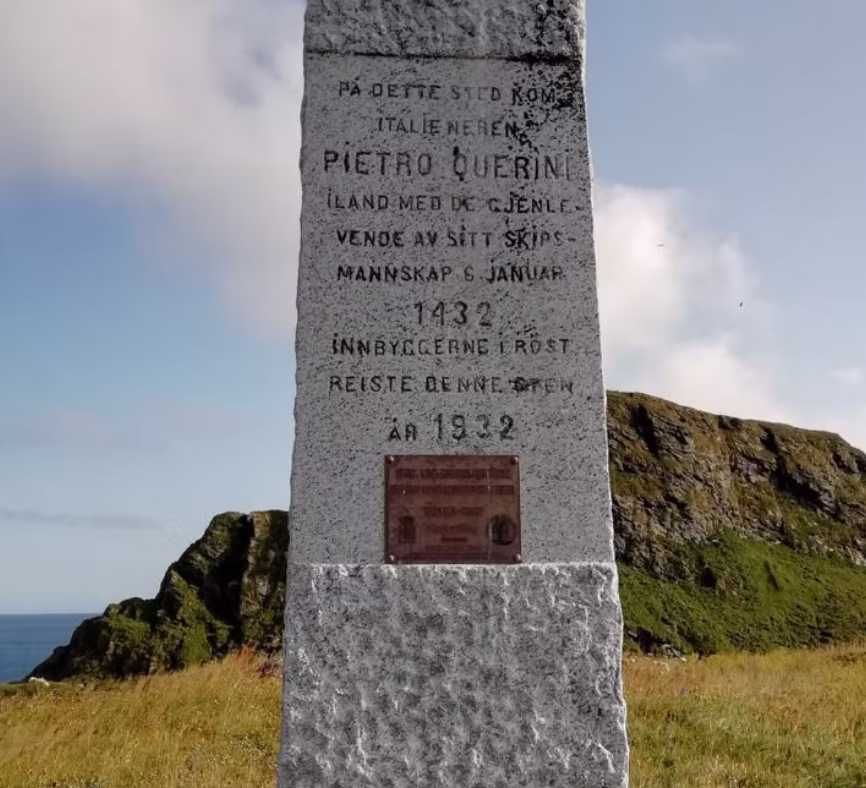 PÅ DETTE STED KOM
ITALIENEREN
PIETRO QUERINI
ILAND MED DE GJENLE-
VENDE AV SITT SKIPS-
MANNSKAP 6 JANUAR
1432
INNBYGGERNE I RÖST
REISTE DENNE STEN
ÅR 1932